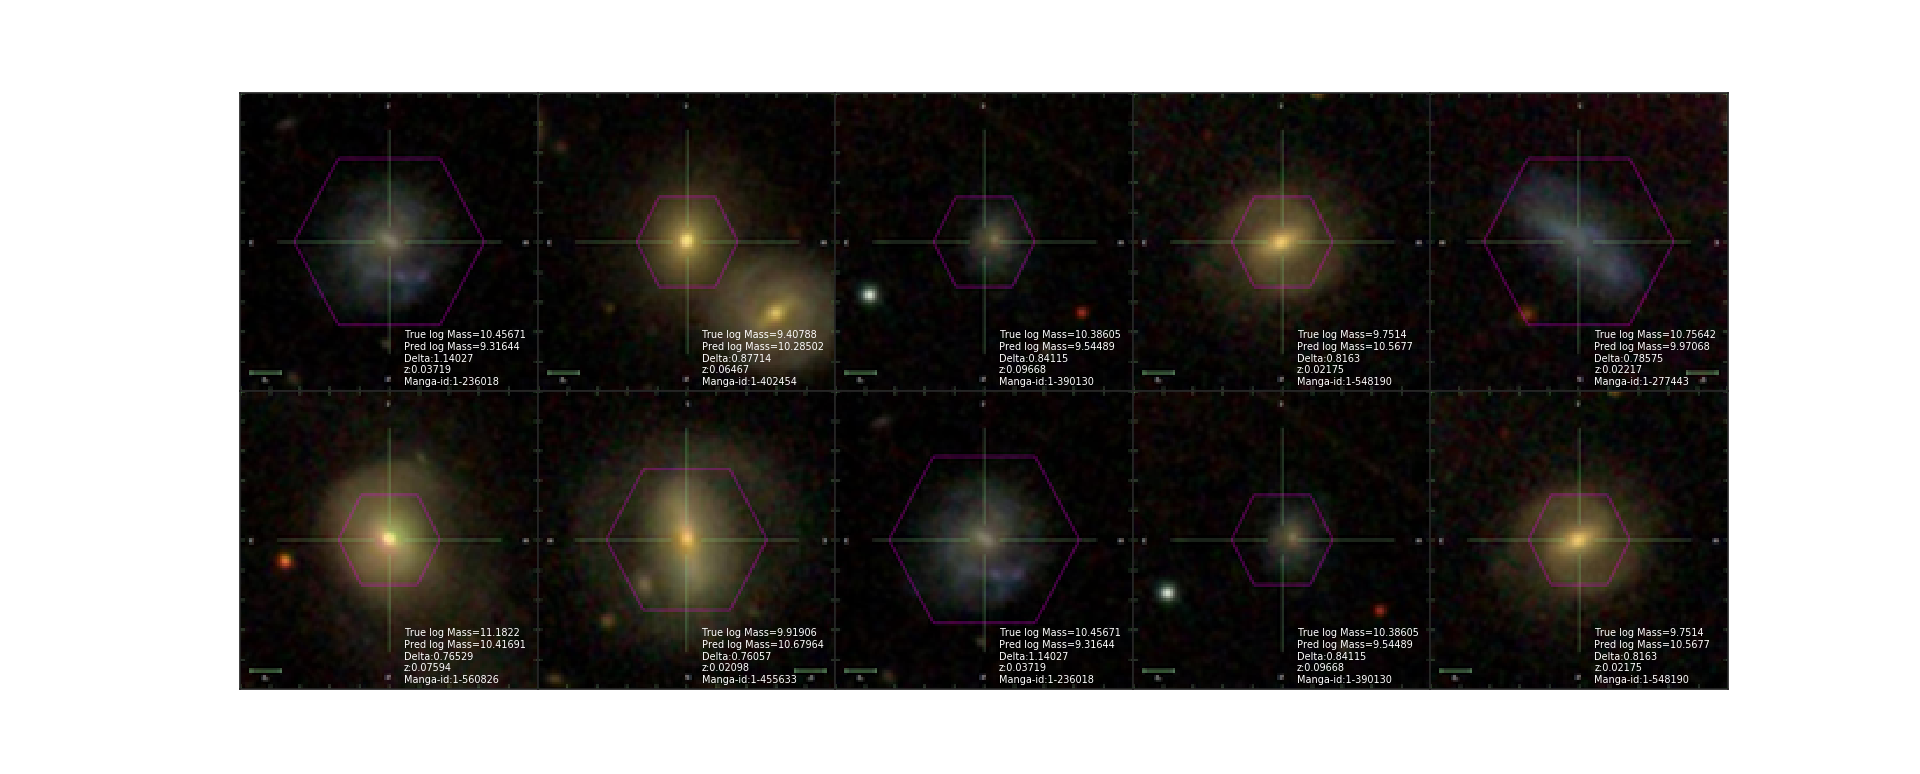 True log Mass=10.45671
Pred log Mass=9.31644
Delta:1.14027
z:0.03719
Manga-id:1-236018
True log Mass=9.40788
Pred log Mass=10.28502
Delta:0.87714
z:0.06467
Manga-id:1-402454
True log Mass=10.38605
Pred log Mass=9.54489
Delta:0.84115
z:0.09668
Manga-id:1-390130
True log Mass=9.7514
Pred log Mass=10.5677
Delta:0.8163
z:0.02175
Manga-id:1-548190
True log Mass=10.75642
Pred log Mass=9.97068
Delta:0.78575
z:0.02217
Manga-id:1-277443
True log Mass=11.1822
Pred log Mass=10.41691
Delta:0.76529
z:0.07594
Manga-id:1-560826
True log Mass=9.91906
Pred log Mass=10.67964
Delta:0.76057
z:0.02098
Manga-id:1-455633
True log Mass=10.45671
Pred log Mass=9.31644
Delta:1.14027
z:0.03719
Manga-id:1-236018
True log Mass=10.38605
Pred log Mass=9.54489
Delta:0.84115
z:0.09668
Manga-id:1-390130
True log Mass=9.7514
Pred log Mass=10.5677
Delta:0.8163
z:0.02175
Manga-id:1-548190